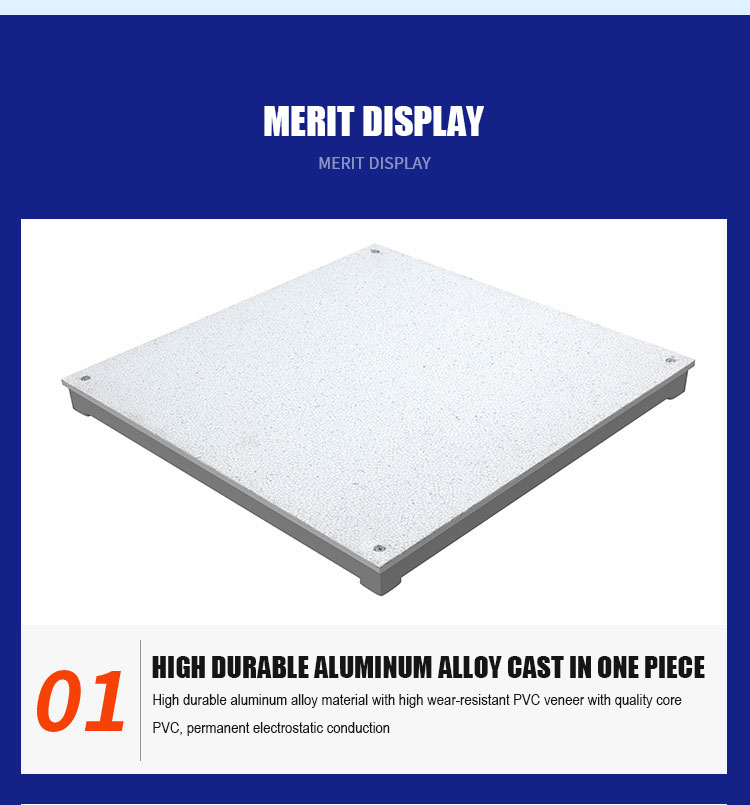 MERIT DISPLAY
MERIT DISPLAY
01
HIGH DURABLE ALUMINUM ALLOY CAST IN ONE PIECE
High durable aluminum alloy material with high wear-resistant PVC veneer with quality core
PVC, permanent electrostatic conduction